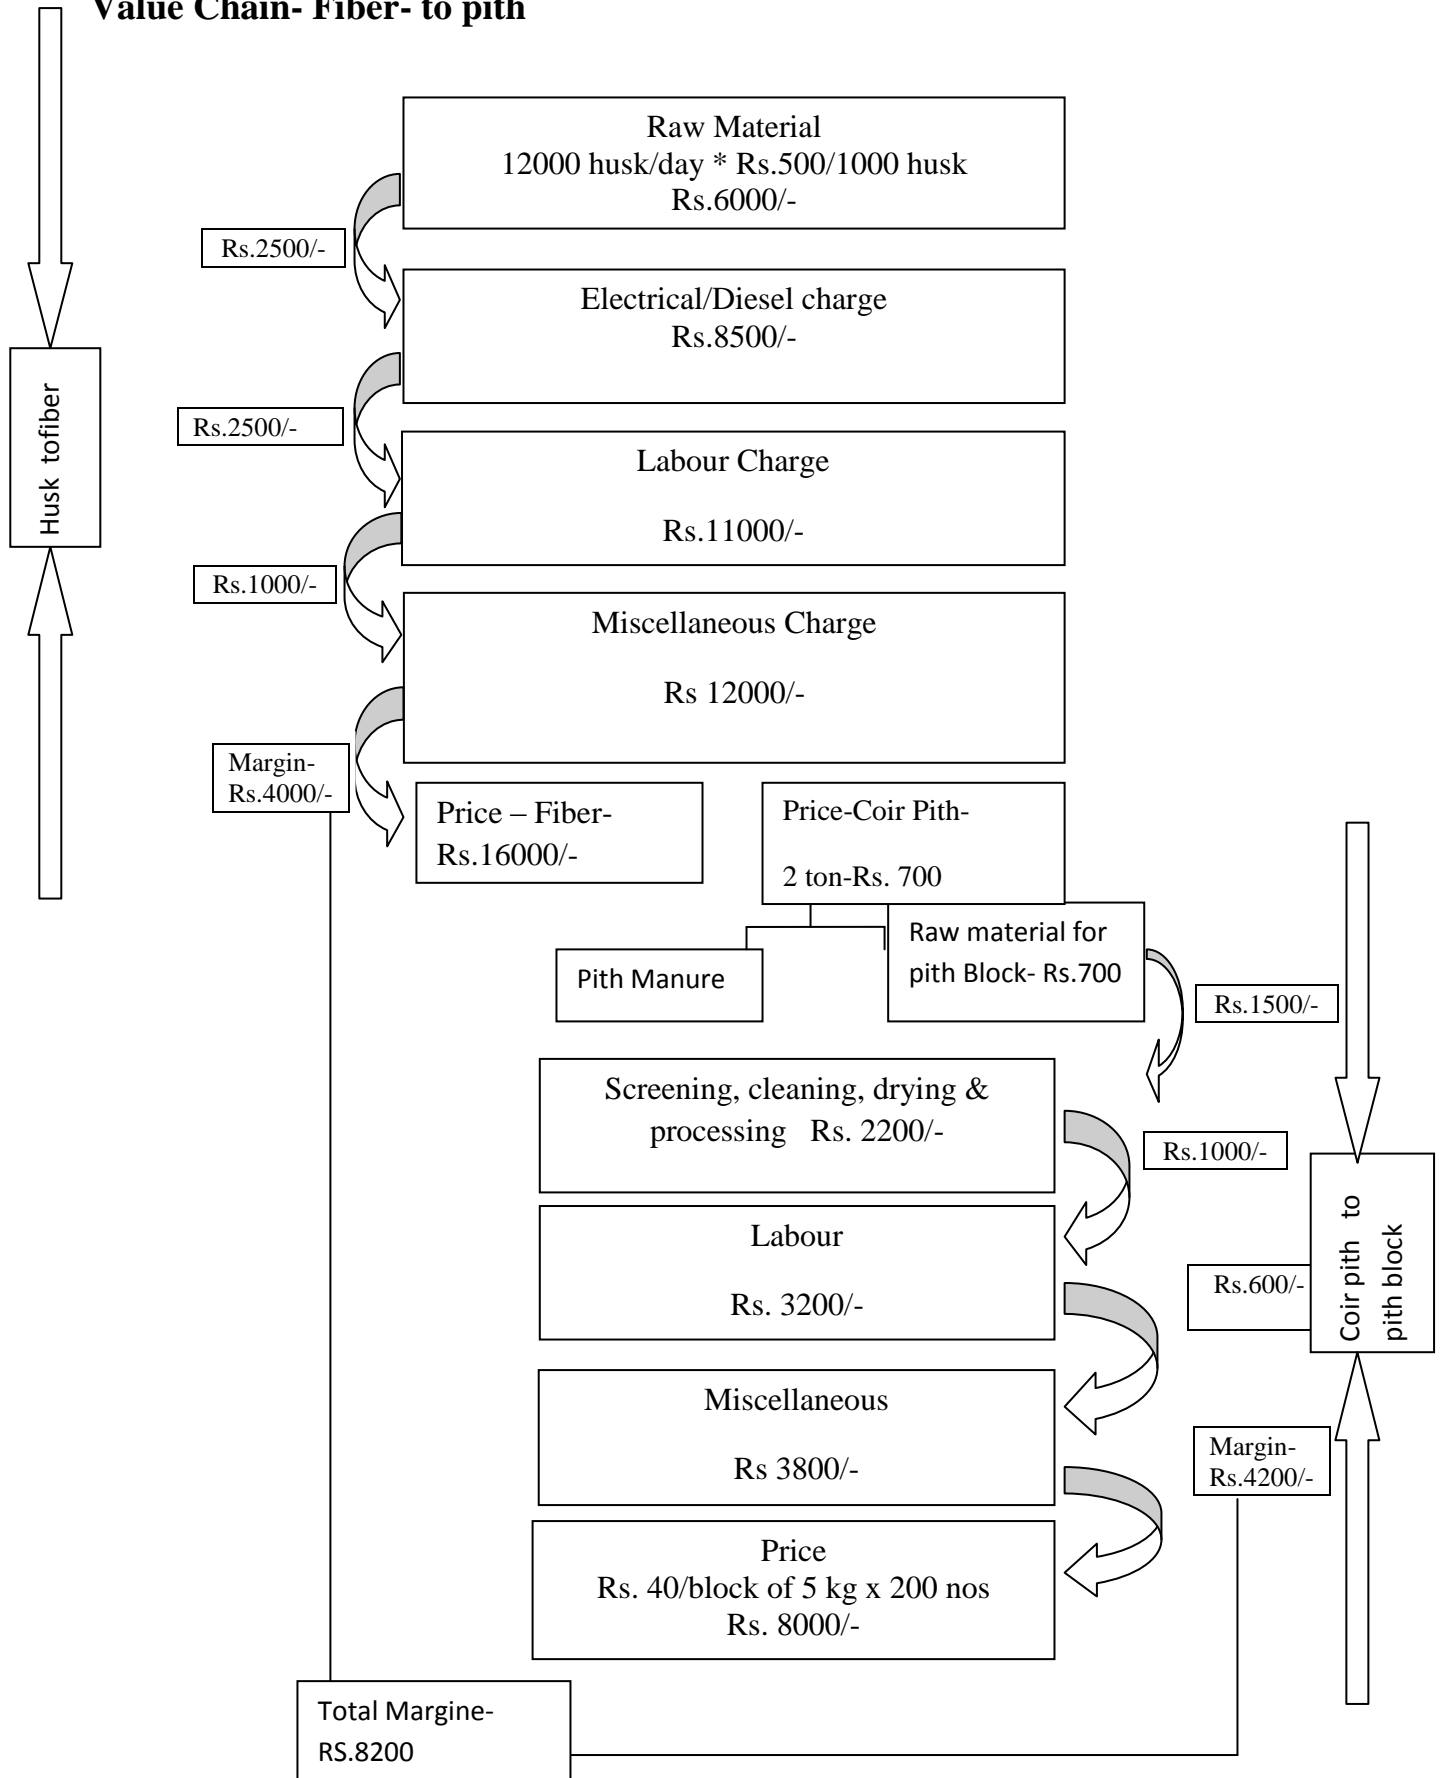 Value Chain- Fiber- to pith
Raw Material
12000 husk/day * Rs.500/1000 husk
Rs.6000/-
Rs.2500/-
Electrical/Diesel charge
Rs.8500/-
Husk tofiber
Rs.2500/-
Labour Charge
Rs.11000/-
Rs.1000/-
Miscellaneous Charge
Rs 12000/-
Margin-
Rs.4000/-
Price – Fiber-
Rs.16000/-
Price-Coir Pith-
2 ton-Rs. 700
Pith Manure
Raw material for
pith Block- Rs.700
Rs.1500/-
Screening, cleaning, drying &
processing Rs. 2200/-
Rs.1000/-
Labour
Rs. 3200/-
Rs.600/-
Coir pith to
pith block
Miscellaneous
Rs 3800/-
Margin-
Rs.4200/-
Price
Rs. 40/block of 5 kg x 200 nos
Rs. 8000/-
Total Margine-
RS.8200